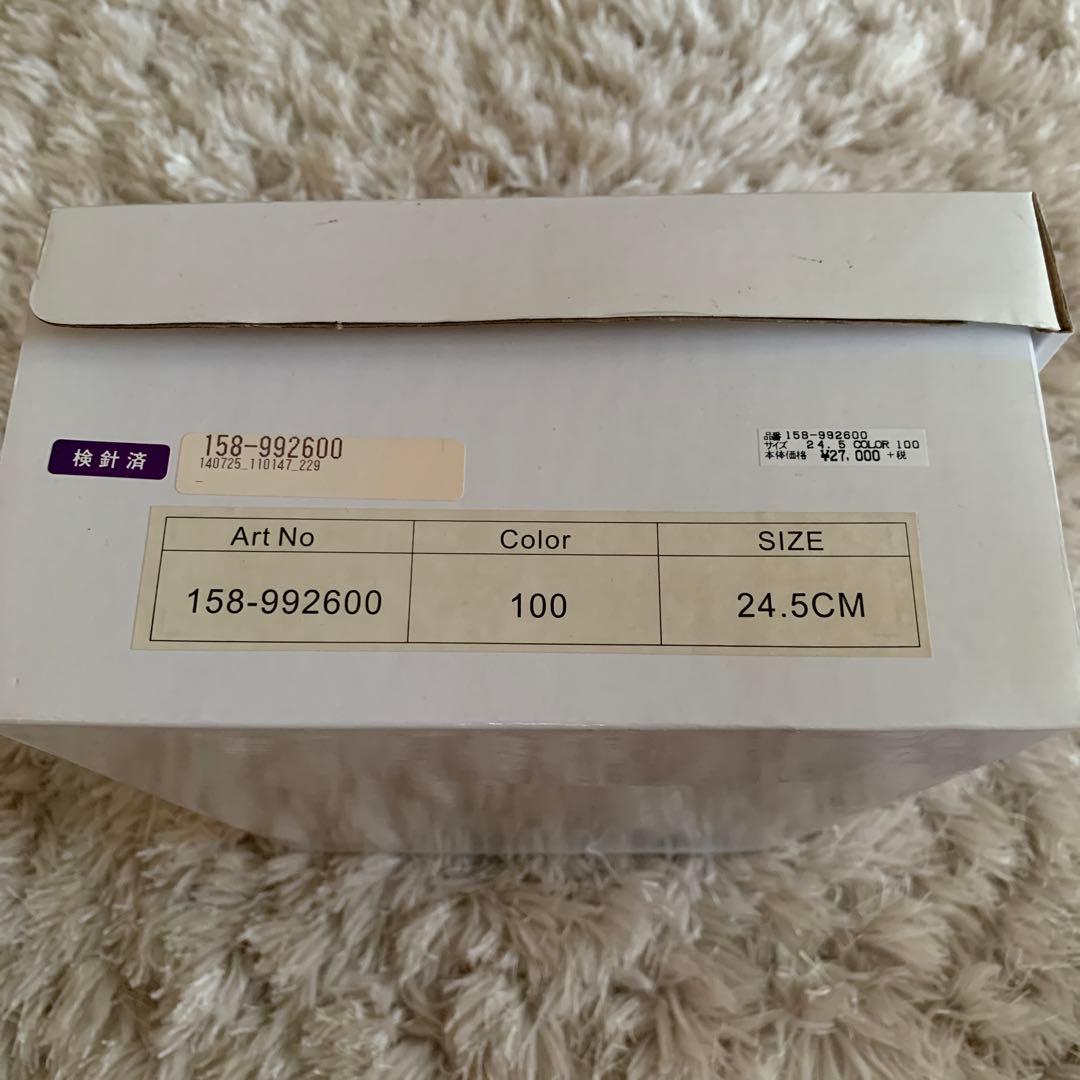 検針済
158-992600
140725_110147_229
品番 158-992600
サイズ 24.5 COLOR 100
本体価格 ¥27,000 +税
Art No Color SIZE
158-992600 100 24.5CM